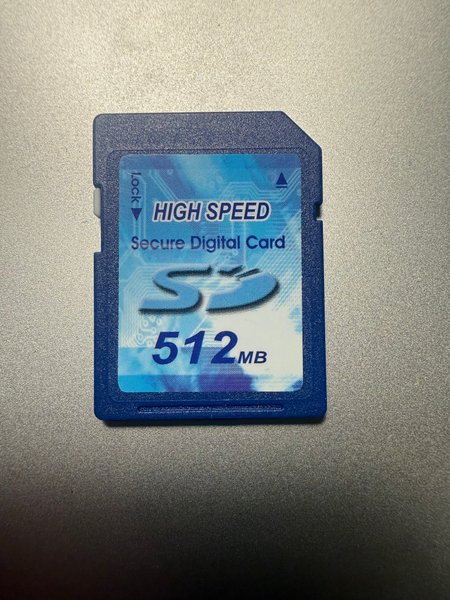 Lock
HIGH SPEED
Secure Digital Card
SD
512MB